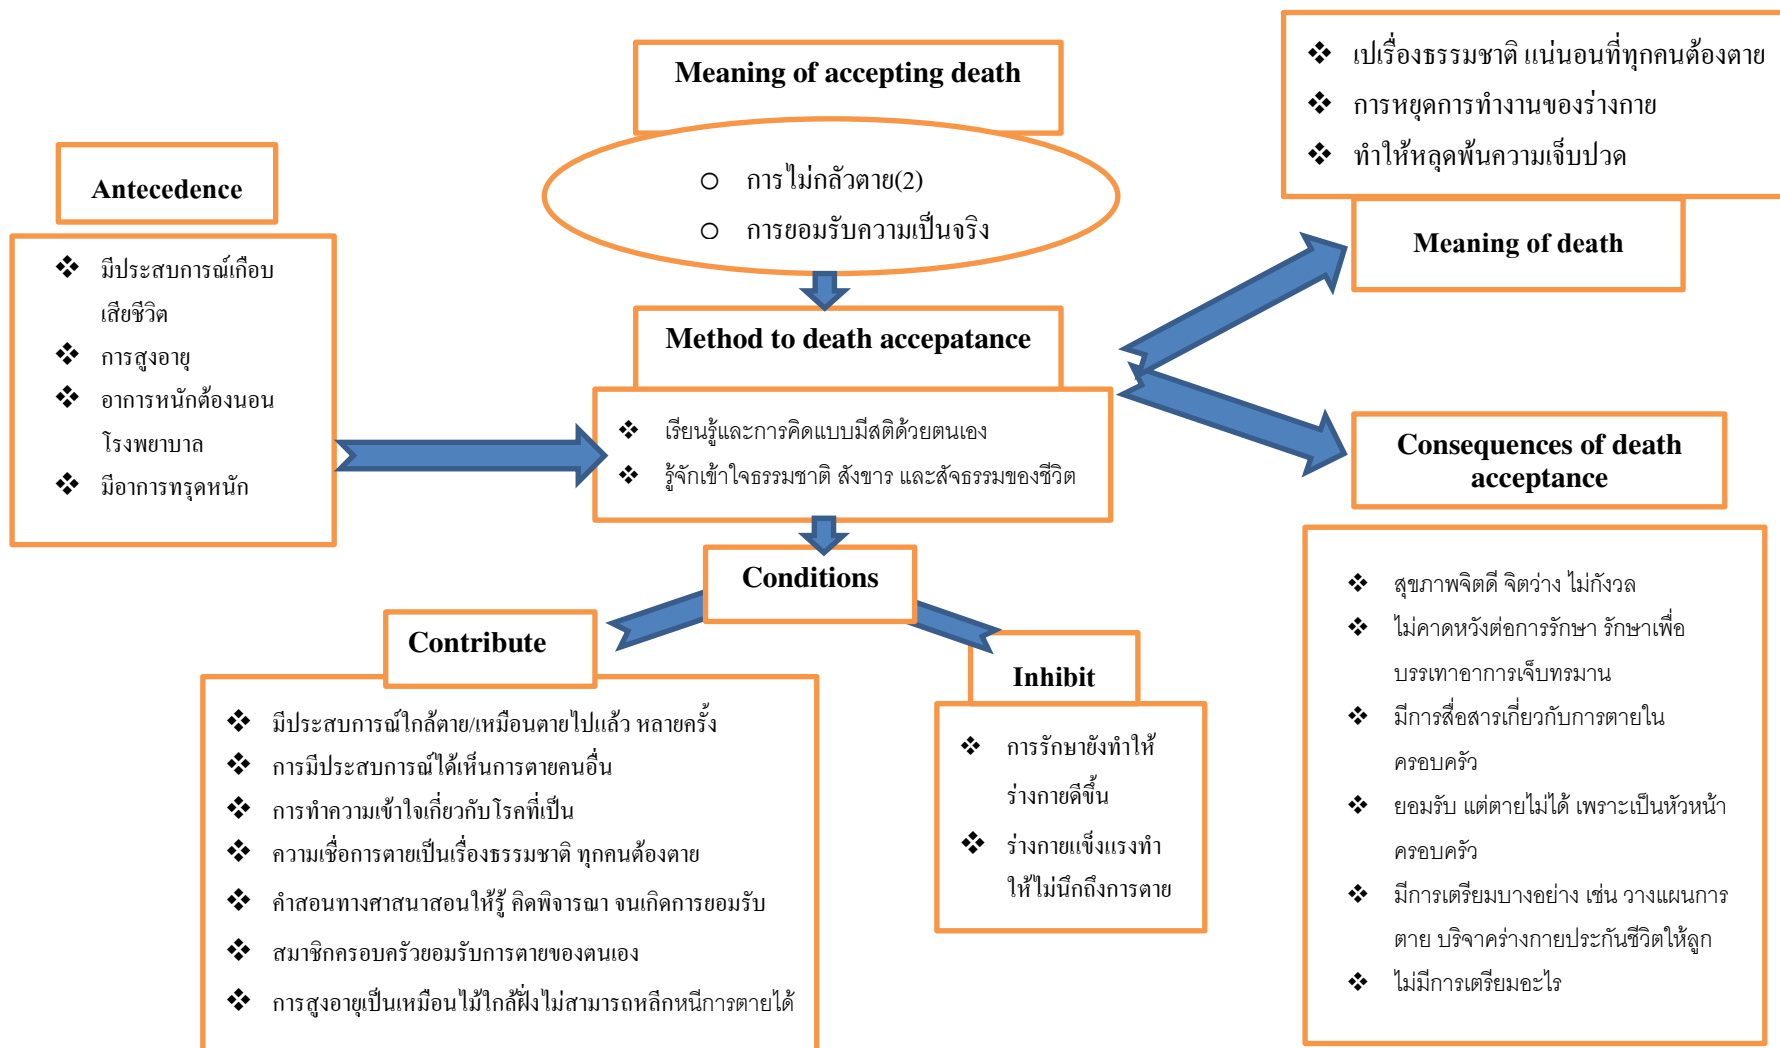 Meaning of accepting death
o การไม่กลัวตาย(2)
o การยอมรับความเป็นจริง
❖ เปเรื่องธรรมชาติ แน่นอนที่ทุกคนต้องตาย
❖ การหยุดการทำงานของร่างกาย
❖ ทำให้หลุดพ้นความเจ็บปวด
Meaning of death
Antecedence
❖ มีประสบการณ์เกือบ
เสียชีวิต
❖ การสูงอายุ
❖ อาการหนักต้องนอน
โรงพยาบาล
❖ มีอาการทรุดหนัก
Method to death accepatance
❖ เรียนรู้และการคิดแบบมีสติด้วยตนเอง
❖ รู้จักเข้าใจธรรมชาติ สังขาร และสัจธรรมของชีวิต
Consequences of death
acceptance
❖ สุขภาพจิตดี จิตว่าง ไม่กังวล
❖ ไม่คาดหวังต่อการรักษา รักษาเพื่อ
บรรเทาอาการเจ็บทรมาน
❖ มีการสื่อสารเกี่ยวกับการตายใน
ครอบครัว
❖ ยอมรับ แต่ตายไม่ได้ เพราะเป็นหัวหน้า
ครอบครัว
❖ มีการเตรียมบางอย่าง เช่น วางแผนการ
ตาย บริจาคร่างกายประกันชีวิตให้ลูก
❖ ไม่มีการเตรียมอะไร
Conditions
Contribute
❖ มีประสบการณ์ใกล้ตาย/เหมือนตายไปแล้ว หลายครั้ง
❖ การมีประสบการณ์ได้เห็นการตายคนอื่น
❖ การทำความเข้าใจเกี่ยวกับโรคที่เป็น
❖ ความเชื่อการตายเป็นเรื่องธรรมชาติ ทุกคนต้องตาย
❖ คำสอนทางศาสนาสอนให้รู้ คิดพิจารณา จนเกิดการยอมรับ
❖ สมาชิกครอบครัวยอมรับการตายของตนเอง
❖ การสูงอายุเป็นเหมือนไม้ใกล้ฝั่งไม่สามารถหลีกหนีการตายได้
Inhibit
❖ การรักษายังทำให้
ร่างกายดีขึ้น
❖ ร่างกายแข็งแรงทำ
ให้ไม่นึกถึงการตาย